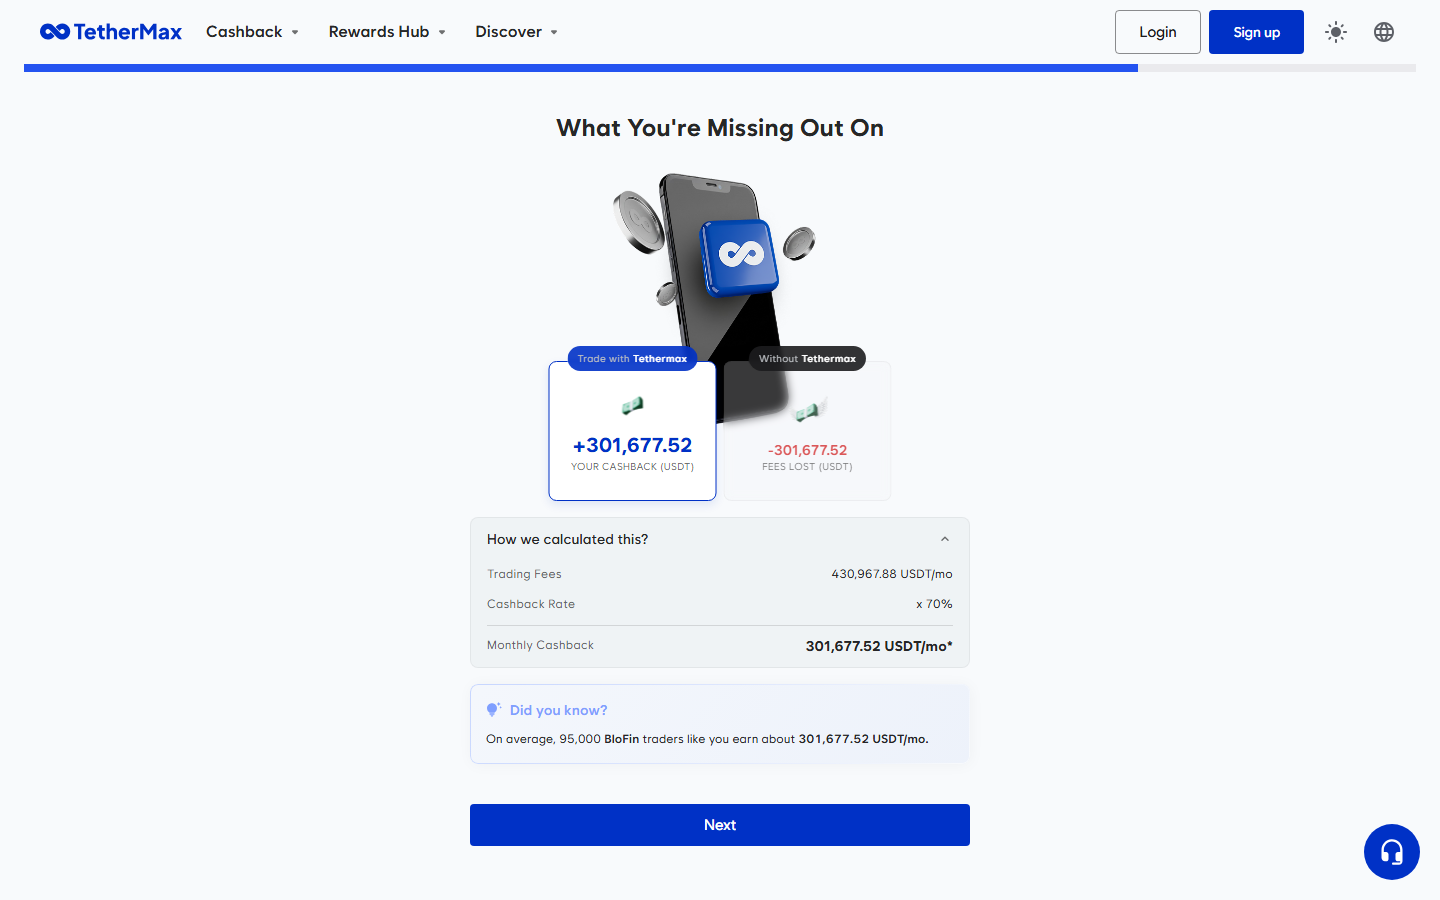 TetherMax
Cashback
Rewards Hub
Discover
Login
Sign up
What You're Missing Out On
Trade with Tethermax
Without Tethermax
+301,677.52
YOUR CASHBACK (USDT)
-301,677.52
FEES LOST (USDT)
How we calculated this?
Trading Fees 430,967.88 USDT/mo
Cashback Rate x 70%
Monthly Cashback 301,677.52 USDT/mo*
Did you know?
On average, 95,000 BloFin traders like you earn about 301,677.52 USDT/mo.
Next